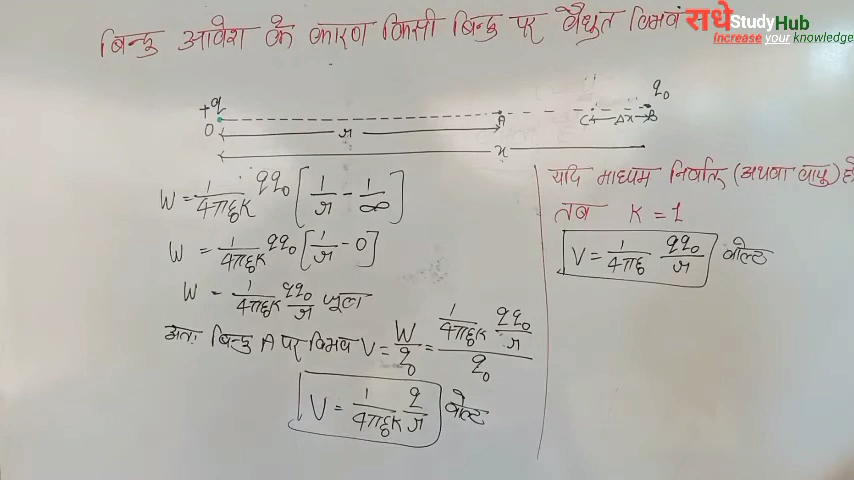 बिन्दु आवेश के कारण किसी बिन्दु पर वैधुत विभव
सधे StudyHub
Increase your knowledge
+q q₀
O A C Δx B
r
x
W = 1/4πε₀K qq₀ [1/r - 1/∞]
W = 1/4πε₀K qq₀ [1/r - 0]
W = 1/4πε₀K qq₀/r जूल
अतः बिन्दु A पर विभव V = W/q₀ = (1/4πε₀K qq₀/r)/q₀
V = 1/4πε₀K q/r वोल्ट
यदि माध्यम निर्वात (अथवा वायु) हो
तब K = 1
V = 1/4πε₀ qq₀/r वोल्ट